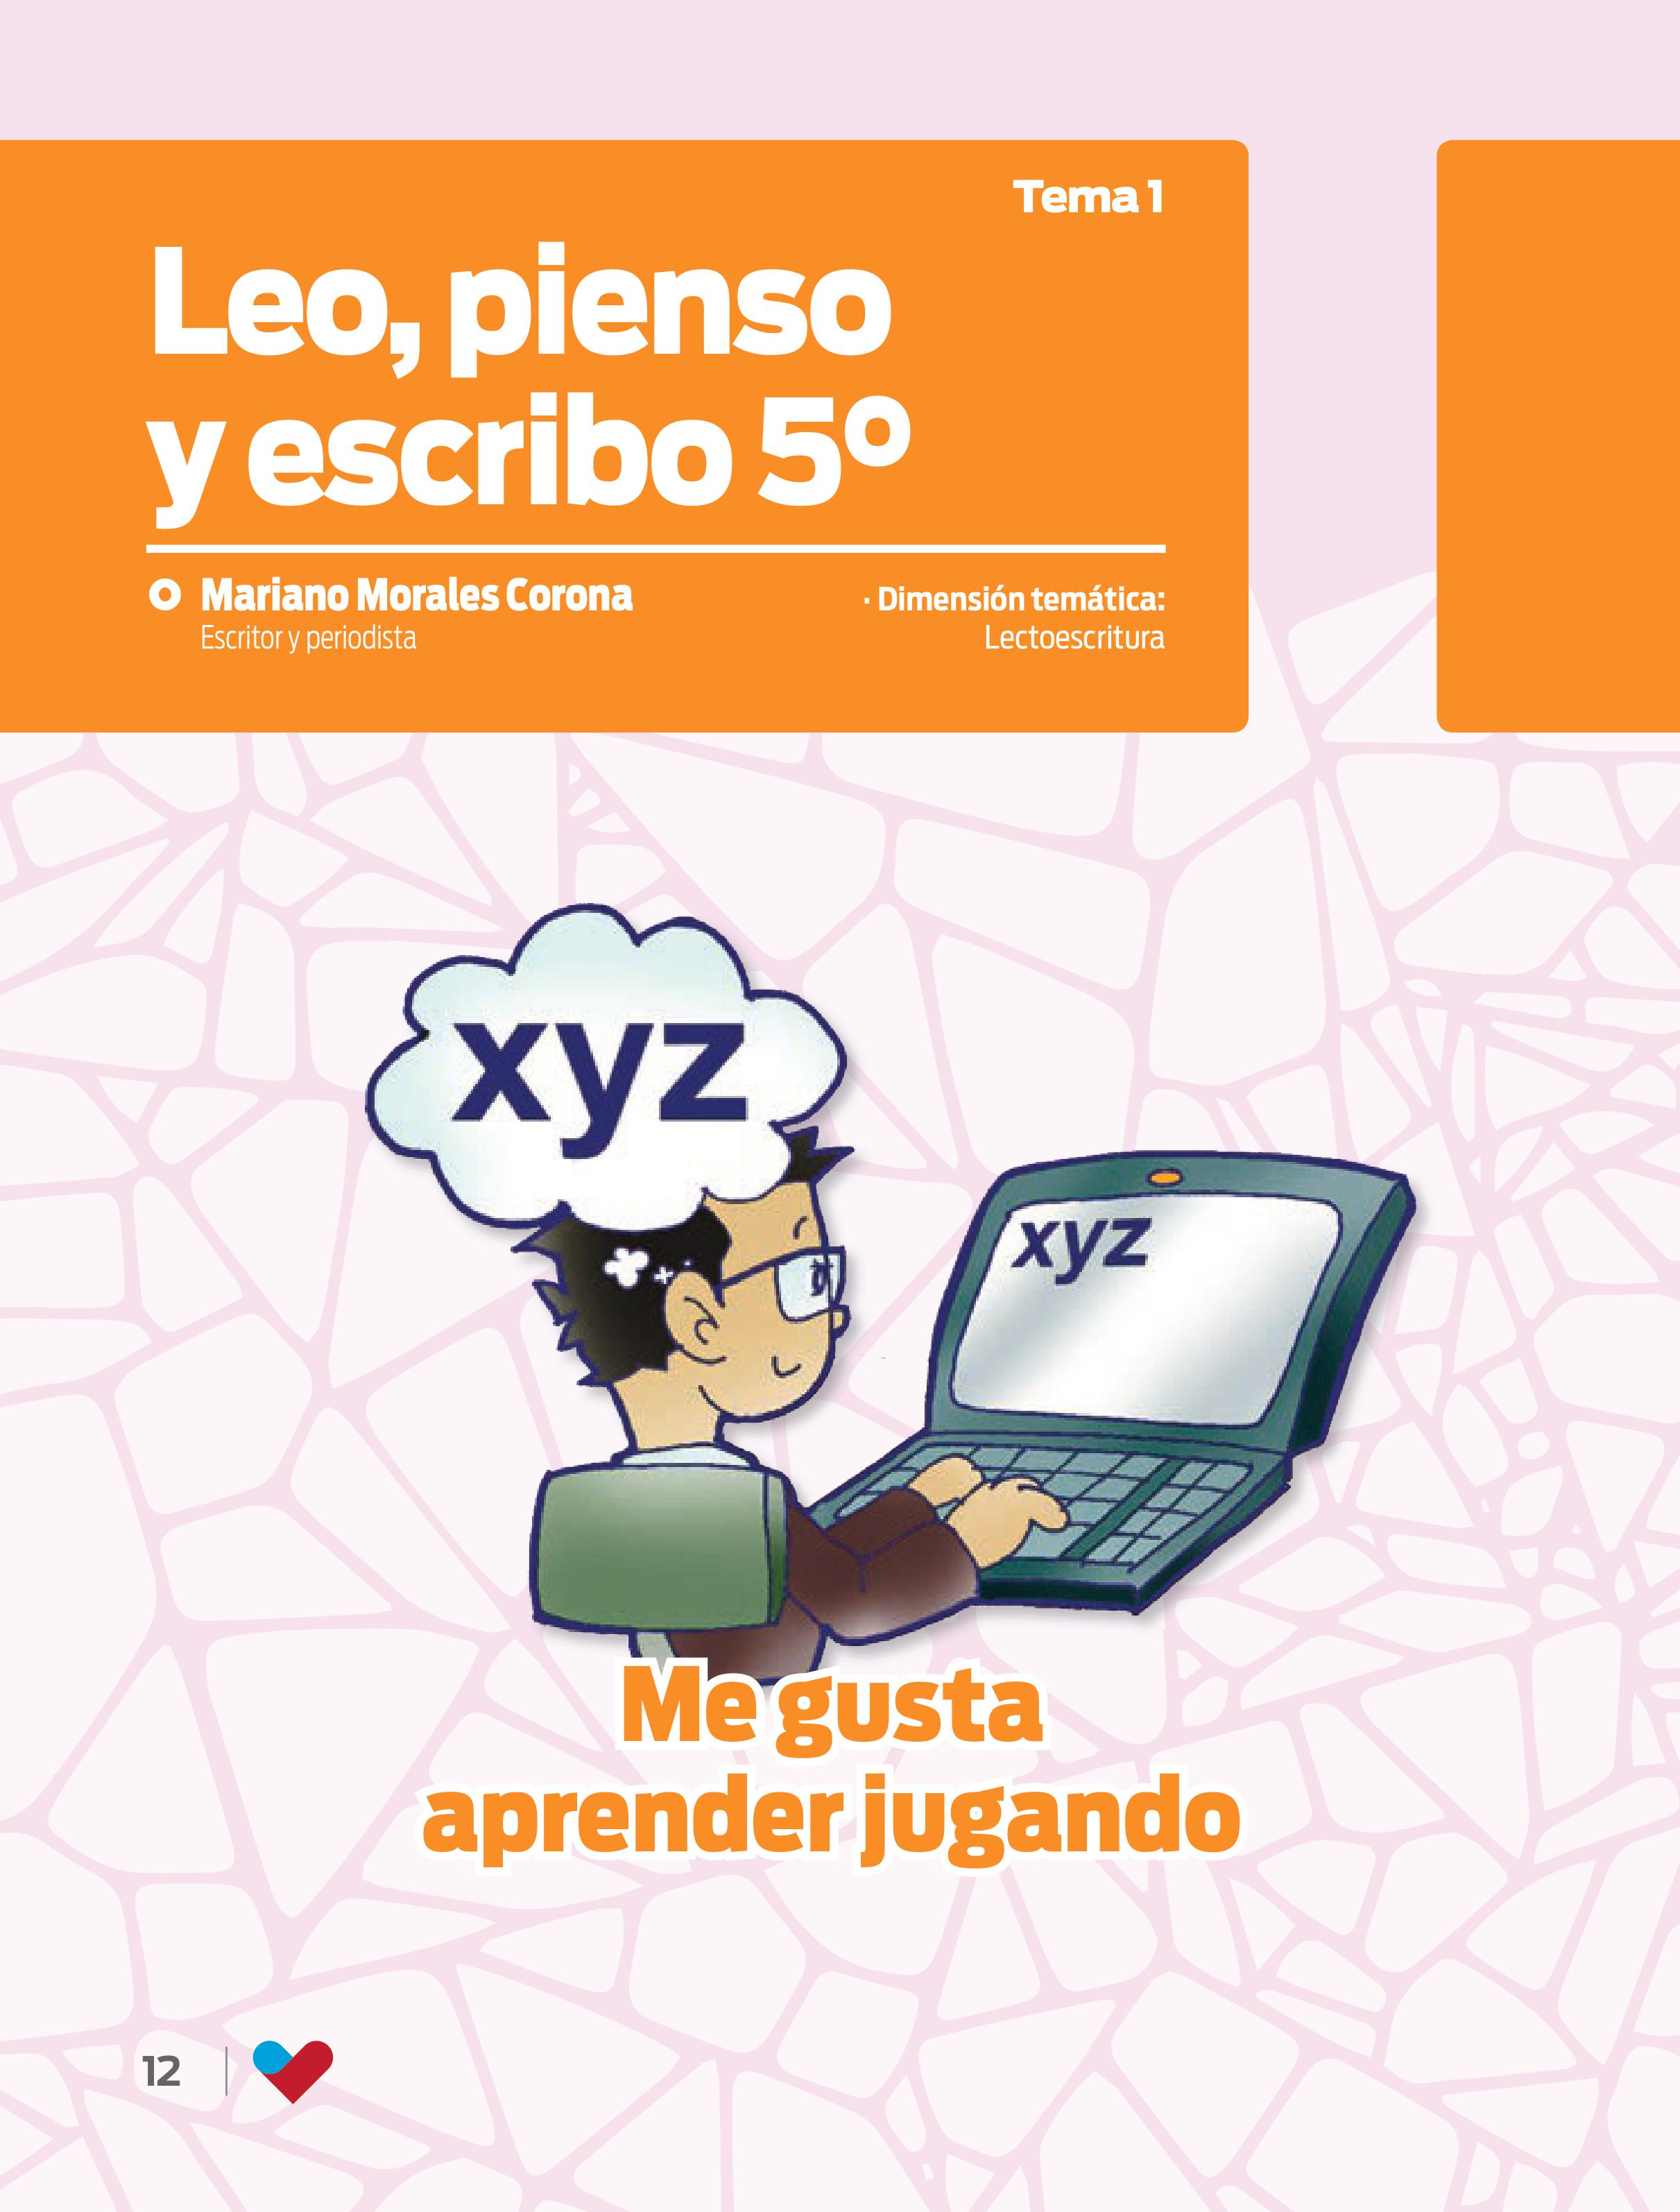 Tema 1
Leo, pienso
y escribo 5º
Mariano Morales Corona
Escritor y periodista
· Dimensión temática:
Lectoescritura
xyz
xyz
Me gusta
aprender jugando
12